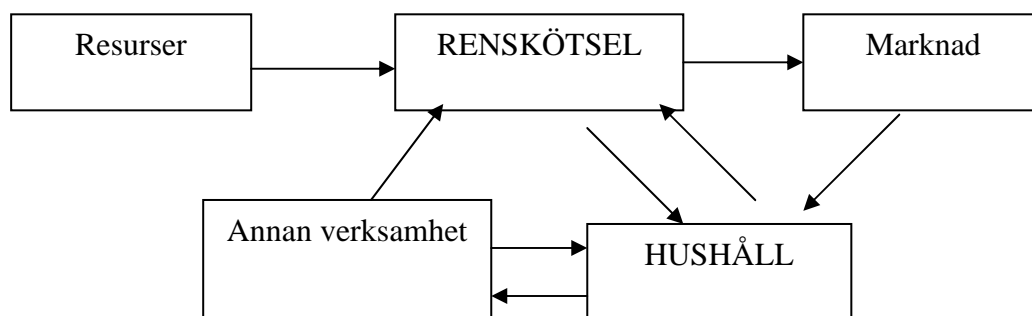 Resurser
RENSKÖTSEL
Marknad
Annan verksamhet
HUSHÅLL